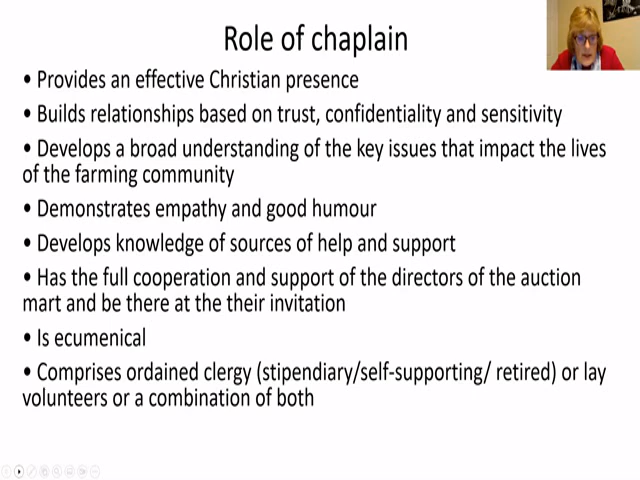 Role of chaplain
• Provides an effective Christian presence
• Builds relationships based on trust, confidentiality and sensitivity
• Develops a broad understanding of the key issues that impact the lives
of the farming community
• Demonstrates empathy and good humour
• Develops knowledge of sources of help and support
• Has the full cooperation and support of the directors of the auction
mart and be there at the their invitation
• Is ecumenical
• Comprises ordained clergy (stipendiary/self-supporting/ retired) or lay
volunteers or a combination of both